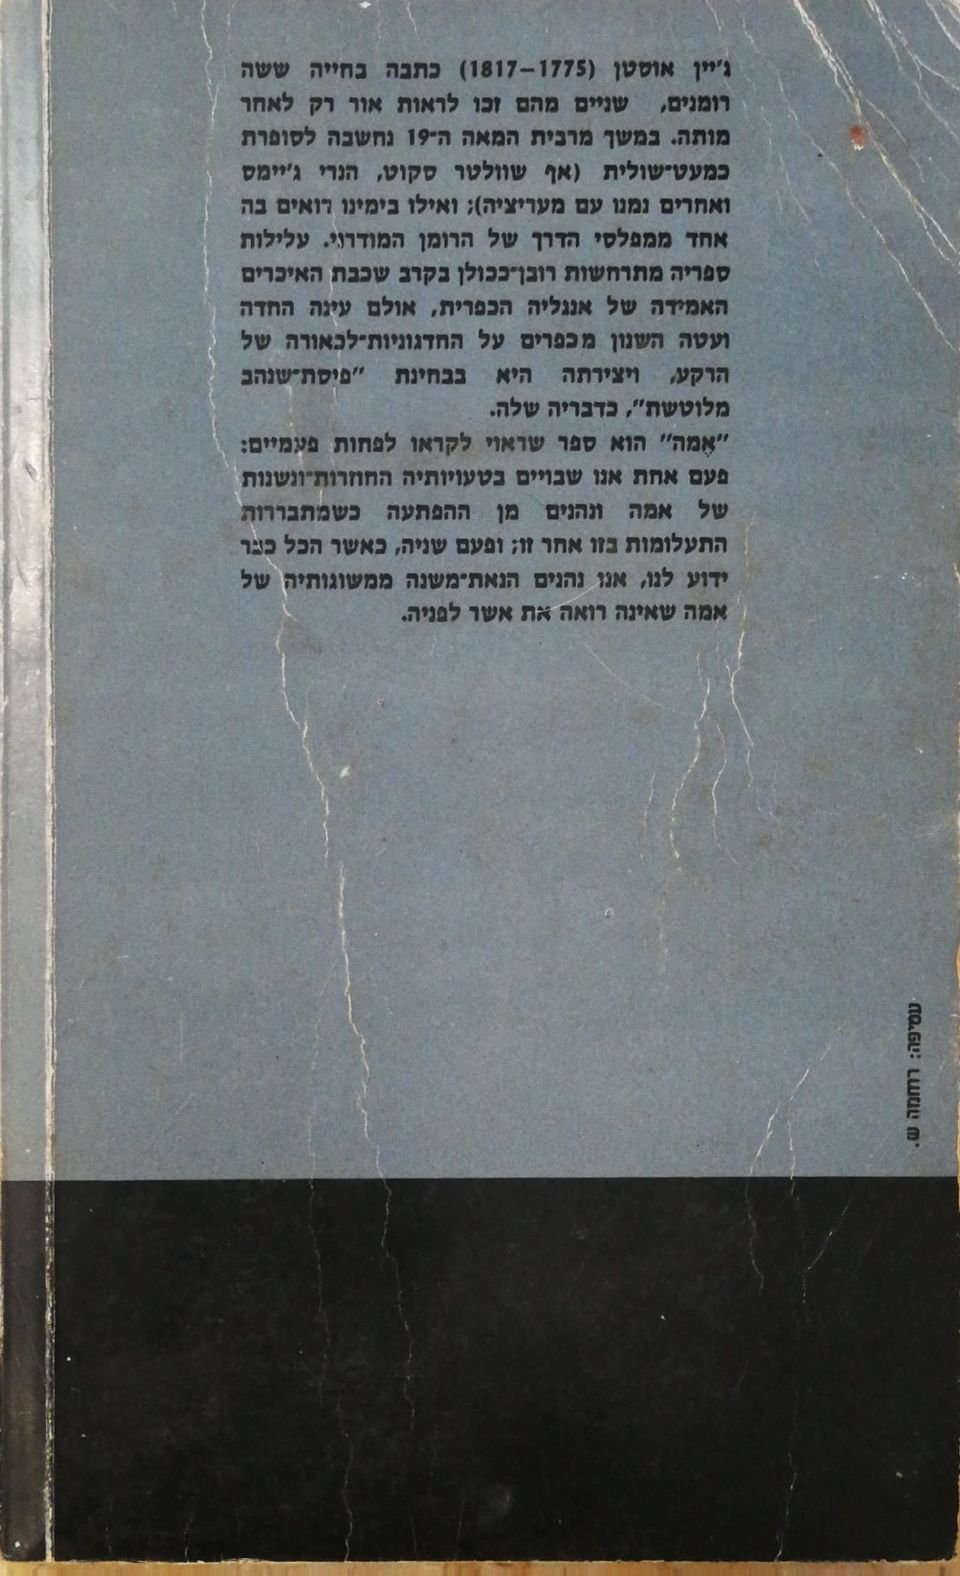 ג׳יין אוסטן (1775–1817) כתבה בחייה ששה
רומנים, שניים מהם זכו לראות אור רק לאחר
מותה. במשך מרבית המאה ה־19 נחשבה לסופרת
כמעט־שולית (אף שוולטר סקוט, הנרי ג׳יימס
ואחרים נמנו עם מעריציה); ואילו בימינו רואים בה
אחד ממפלסי הדרך של הרומן המודרני. עלילות
ספריה מתרחשות רובן־ככולן בקרב שכבת האיכרים
האמידה של אנגליה הכפרית, אולם עינה החדה
ועטה השנון מכפרים על החדגוניות־לכאורה של
הרקע, ויצירתה היא בבחינת ״פיסת־שנהב
מלוטשת״, כדבריה שלה.
״אֶמה״ הוא ספר שראוי לקראו לפחות פעמיים:
פעם אחת אנו שבויים בטעויותיה החוזרות־ונשנות
של אמה ונהנים מן ההפתעה כשמתבררות
התעלומות בזו אחר זו; ופעם שניה, כאשר הכל כבר
ידוע לנו, אנו נהנים הנאת־משנה ממשוגותיה של
אמה שאינה רואה את אשר לפניה.
עטיפה: רוחמה ש.